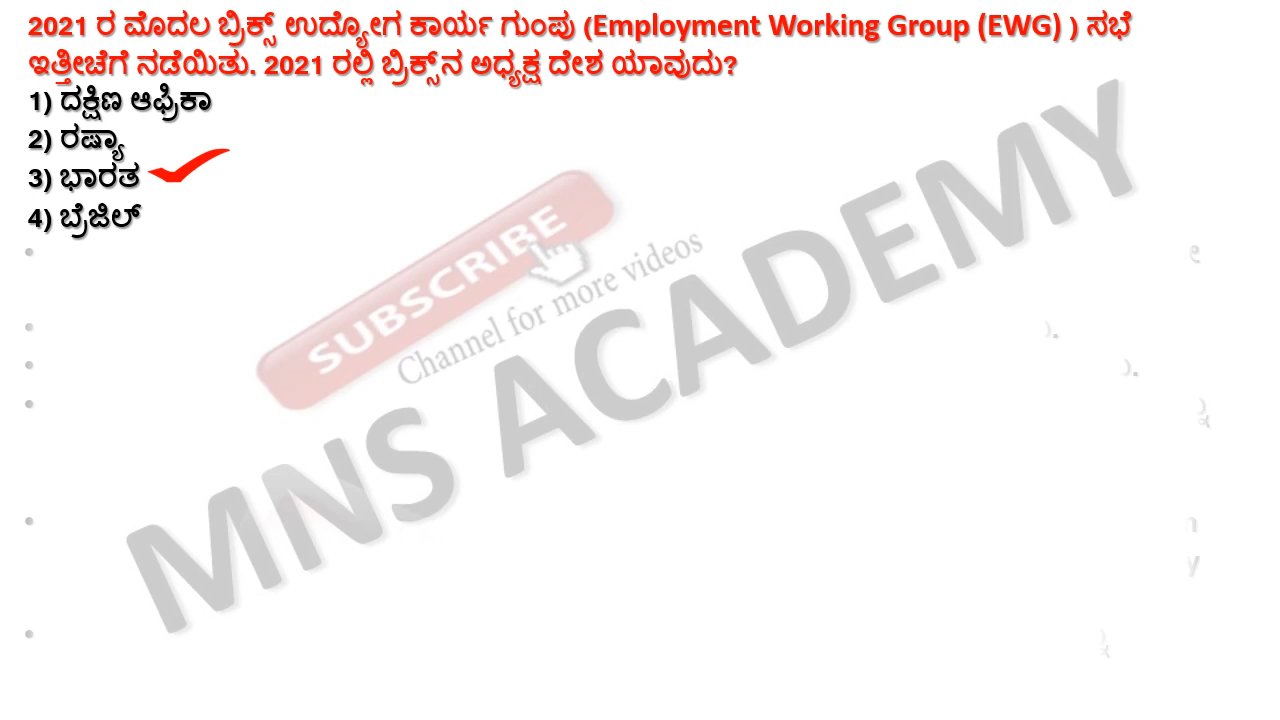 2021 ರ ಮೊದಲ ಬ್ರಿಕ್ಸ್ ಉದ್ಯೋಗ ಕಾರ್ಯ ಗುಂಪು (Employment Working Group (EWG) ) ಸಭೆ
ಇತ್ತೀಚೆಗೆ ನಡೆಯಿತು. 2021 ರಲ್ಲಿ ಬ್ರಿಕ್ಸ್‌ನ ಅಧ್ಯಕ್ಷ ದೇಶ ಯಾವುದು?
1) ದಕ್ಷಿಣ ಆಫ್ರಿಕಾ
2) ರಷ್ಯಾ
3) ಭಾರತ
4) ಬ್ರೆಜಿಲ್
SUBSCRIBE
Channel for more videos
MNS ACADEMY